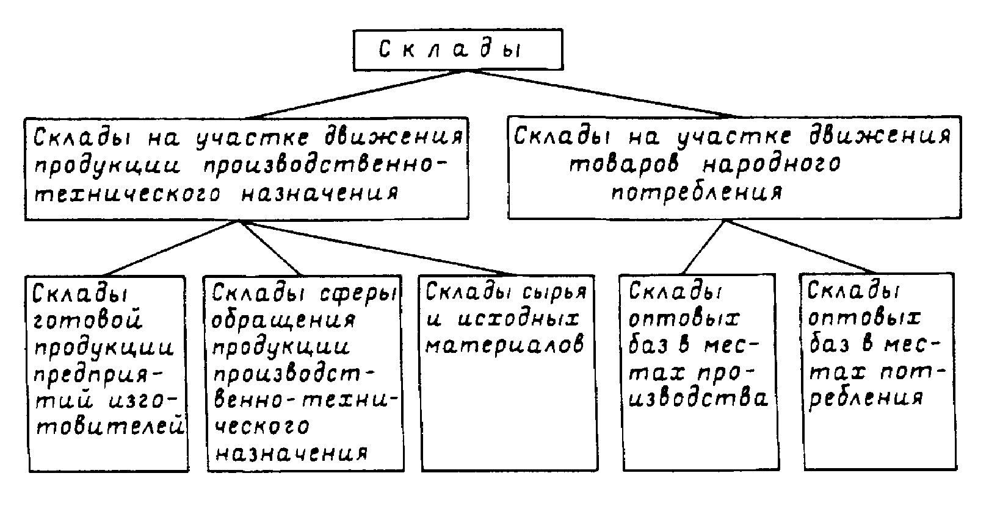 Склады
Склады на участке движения
продукции производственно-
технического назначения
Склады на участке движения
товаров народного
потребления
Склады
готовой
продукции
предприя-
тий изго-
товителей
Склады сферы
обращения
продукции
производст-
венно-техни-
ческого
назначения
Склады сырья
и исходных
материалов
Склады
оптовых
баз в мес-
тах про-
изводства
Склады
оптовых
баз в мес-
тах пот-
ребления